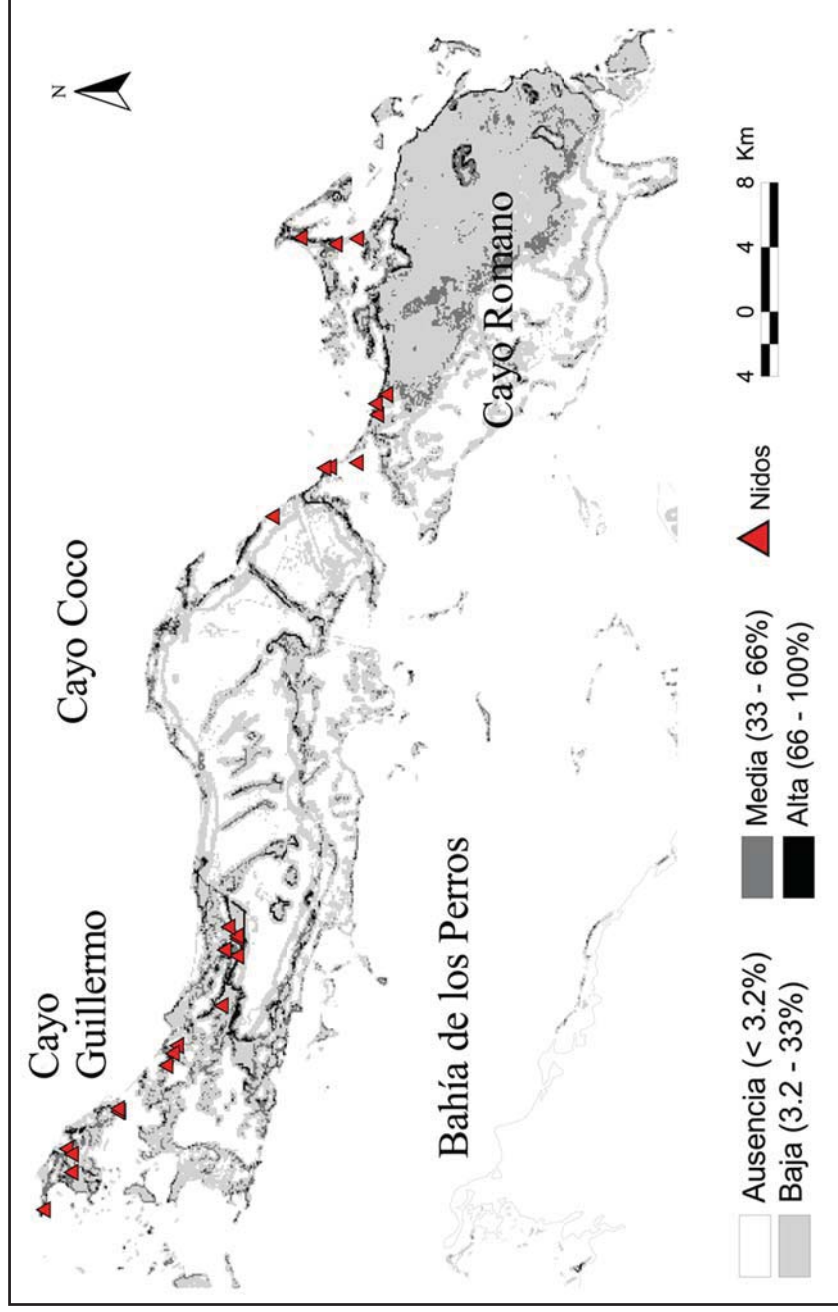 N
Cayo
Guillermo
Cayo Coco
Cayo Romano
Bahía de los Perros
Ausencia (< 3.2%)
Baja (3.2 - 33%)
Media (33 - 66%)
Alta (66 - 100%)
Nidos
4 0 4 8 Km